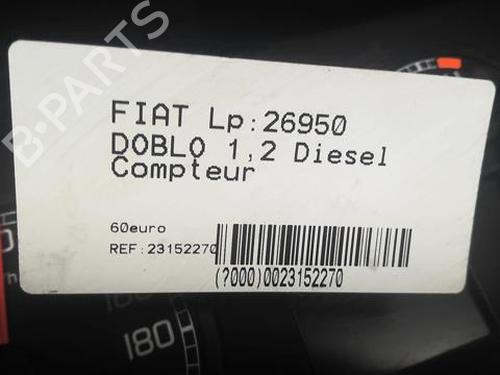 FIAT Lp:26950
DOBLO 1,2 Diesel
Compteur
60euro
REF:23152270
(?000)0023152270
B-PARTS
180